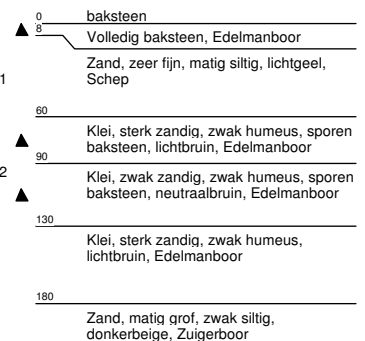 0 baksteen
8 Volledig baksteen, Edelmanboor
Zand, zeer fijn, matig siltig, lichtgeel,
1
Schep
60
Klei, sterk zandig, zwak humeus, sporen
baksteen, lichtbruin, Edelmanboor
90
2
Klei, zwak zandig, zwak humeus, sporen
baksteen, neutraalbruin, Edelmanboor
130
Klei, sterk zandig, zwak humeus,
lichtbruin, Edelmanboor
180
Zand, matig grof, zwak siltig,
donkerbeige, Zuigerboor